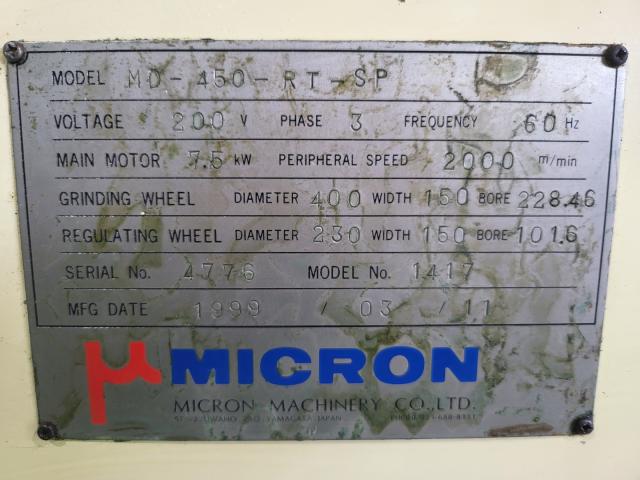 MODEL MD-450-RT-SP
VOLTAGE 200 V PHASE 3 FREQUENCY 60 Hz
MAIN MOTOR 7.5 kW PERIPHERAL SPEED 2000 m/min
GRINDING WHEEL DIAMETER 400 WIDTH 150 BORE 228.46
REGULATING WHEEL DIAMETER 230 WIDTH 150 BORE 101.6
SERIAL No. 4776 MODEL No. 1417
MFG DATE 1999 / 03 / 11
μ MICRON
MICRON MACHINERY CO.,LTD.
YAMAGATA JAPAN